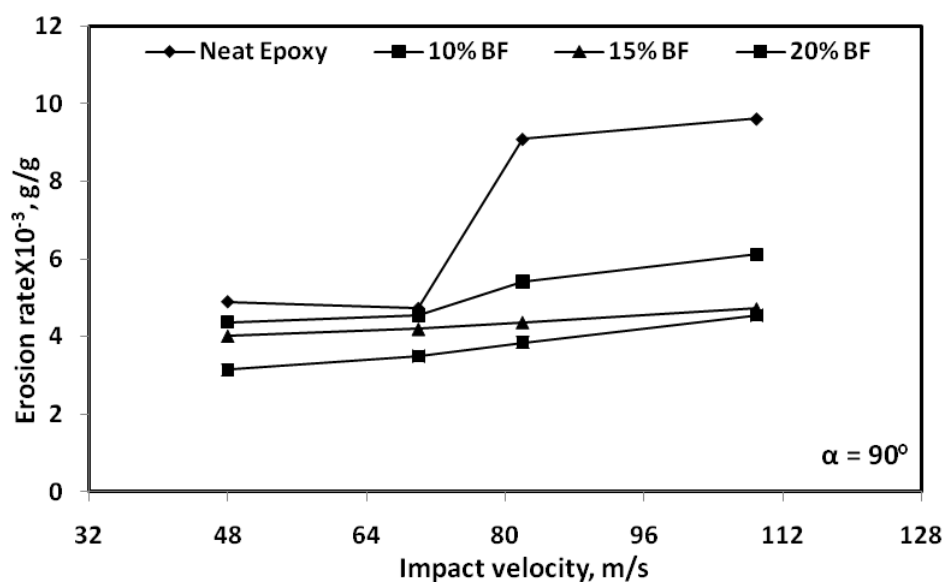 12
Neat Epoxy 10% BF 15% BF 20% BF
10
8
6
4
2
0
Erosion rateX10⁻³, g/g
α = 90⁰
32 48 64 80 96 112 128
Impact velocity, m/s